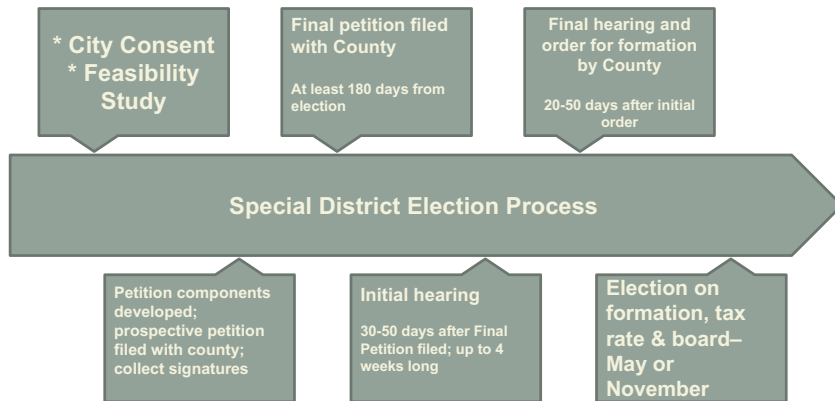 * City Consent
* Feasibility
Study
Final petition filed
with County
At least 180 days from
election
Final hearing and
order for formation
by County
20-50 days after initial
order
Special District Election Process
Petition components
developed;
prospective petition
filed with county;
collect signatures
Initial hearing
30-50 days after Final
Petition filed; up to 4
weeks long
Election on
formation, tax
rate & board–
May or
November